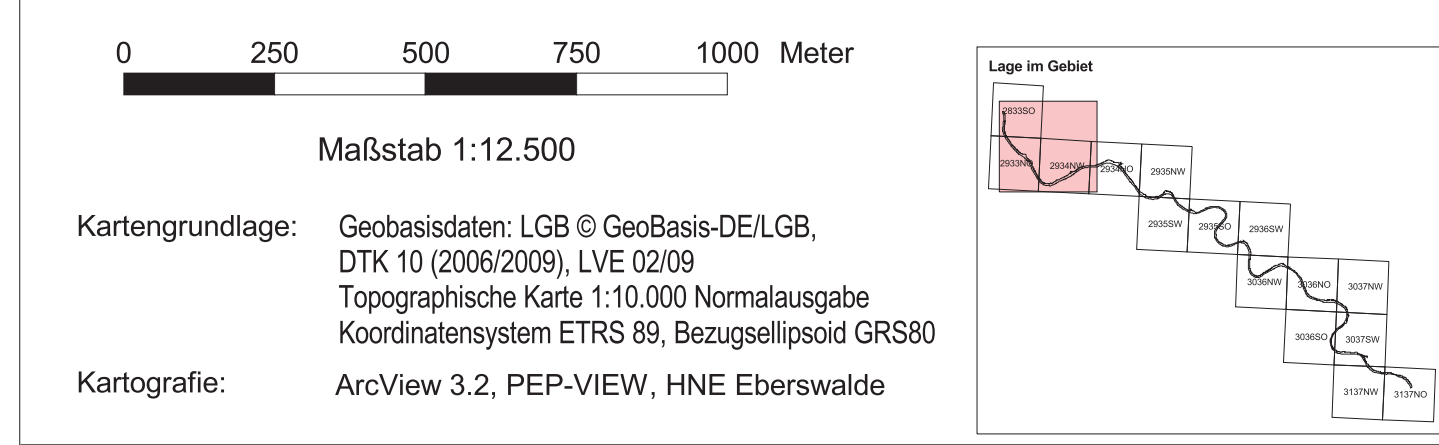 0 250 500 750 1000 Meter
Maßstab 1:12.500
Kartengrundlage: Geobasisdaten: LGB © GeoBasis-DE/LGB,
DTK 10 (2006/2009), LVE 02/09
Topographische Karte 1:10.000 Normalausgabe
Koordinatensystem ETRS 89, Bezugsellipsoid GRS80
Kartografie: ArcView 3.2, PEP-VIEW, HNE Eberswalde
Lage im Gebiet
2833SO
2933NO 2934NW 2934NO 2935NW
2935SW 2935SO 2936SW
3036NW 3036NO 3037NW
3036SO 3037SW
3137NW 3137NO